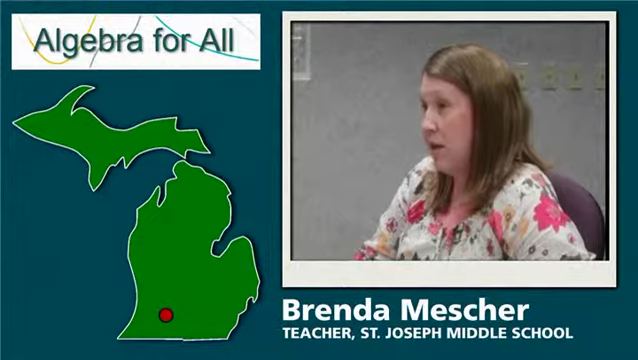 Algebra for All
Brenda Mescher
TEACHER, ST. JOSEPH MIDDLE SCHOOL